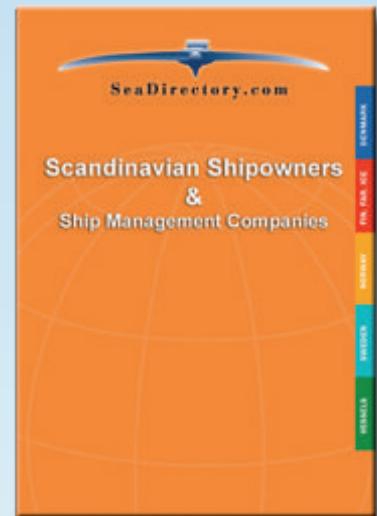 SeaDirectory.com
Scandinavian Shipowners
&
Ship Management Companies
DENMARK
FIN, FAR, ICE
NORWAY
SWEDEN
VESSELS